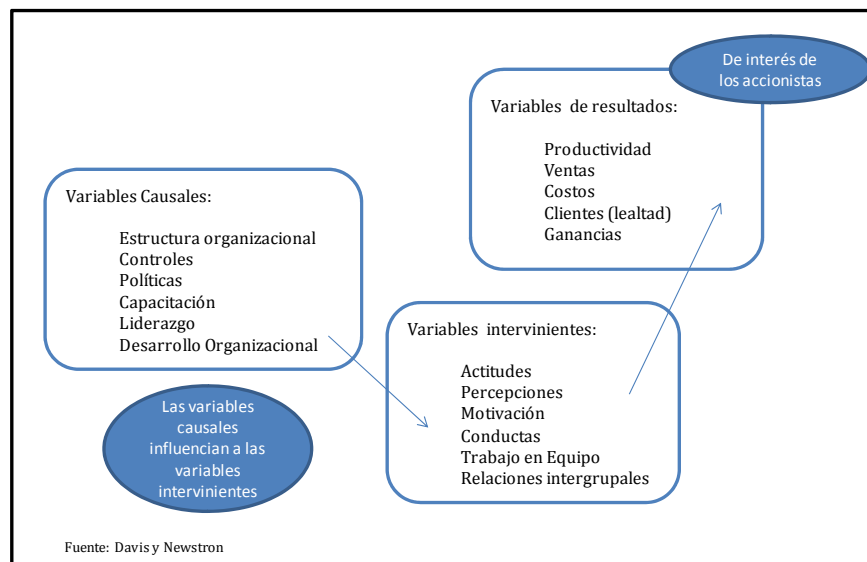 De interés de
los accionistas
Variables de resultados:
Productividad
Ventas
Costos
Clientes (lealtad)
Ganancias
Variables Causales:
Estructura organizacional
Controles
Políticas
Capacitación
Liderazgo
Desarrollo Organizacional
Variables intervinientes:
Actitudes
Percepciones
Motivación
Conductas
Trabajo en Equipo
Relaciones intergrupales
Las variables
causales
influencian a las
variables
intervinientes
Fuente: Davis y Newstron